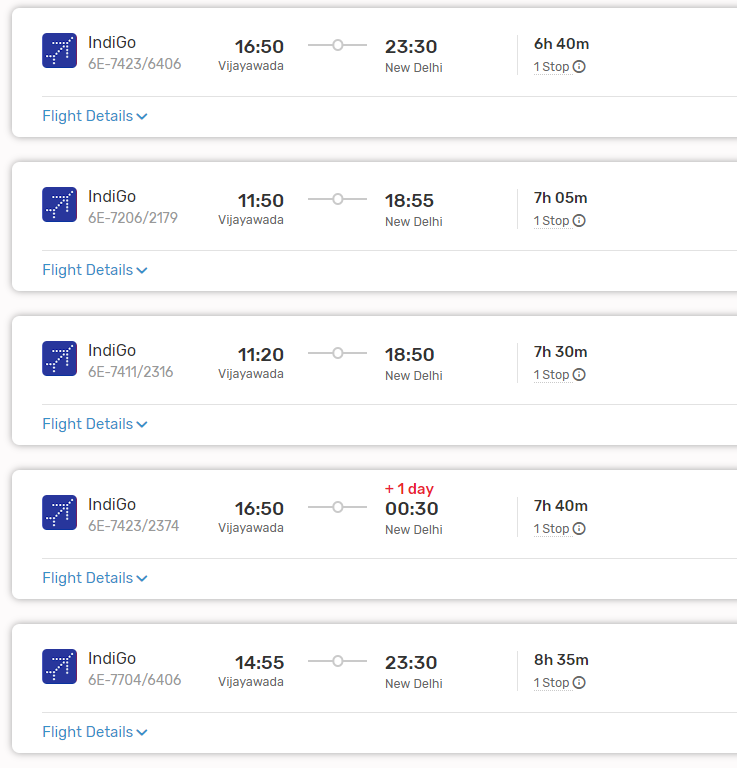 IndiGo
6E-7423/6406
16:50
Vijayawada
23:30
New Delhi
6h 40m
1 Stop
Flight Details
IndiGo
6E-7206/2179
11:50
Vijayawada
18:55
New Delhi
7h 05m
1 Stop
Flight Details
IndiGo
6E-7411/2316
11:20
Vijayawada
18:50
New Delhi
7h 30m
1 Stop
Flight Details
IndiGo
6E-7423/2374
16:50
Vijayawada
+ 1 day
00:30
New Delhi
7h 40m
1 Stop
Flight Details
IndiGo
6E-7704/6406
14:55
Vijayawada
23:30
New Delhi
8h 35m
1 Stop
Flight Details